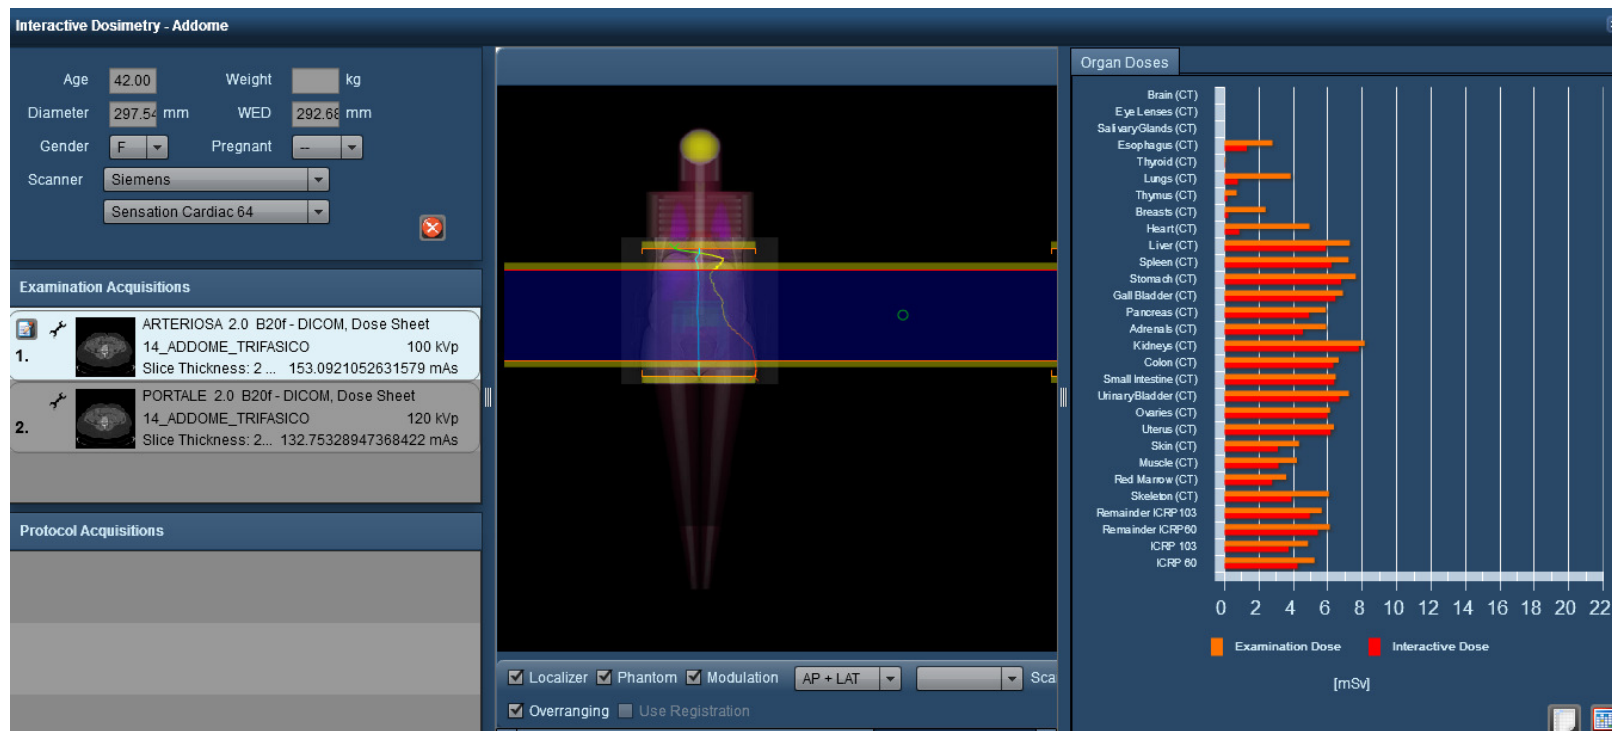 Interactive Dosimetry - Addome
Age 42.00 Weight kg
Diameter 297.54 mm WED 292.68 mm
Gender F Pregnant --
Scanner Siemens
Sensation Cardiac 64
Examination Acquisitions
1.
ARTERIOSA 2.0 B20f - DICOM, Dose Sheet
14_ADDOME_TRIFASICO 100 kVp
Slice Thickness: 2 ... 153.0921052631579 mAs
2.
PORTALE 2.0 B20f - DICOM, Dose Sheet
14_ADDOME_TRIFASICO 120 kVp
Slice Thickness: 2... 132.75328947368422 mAs
Protocol Acquisitions
Localizer Phantom Modulation AP + LAT Sca
Overranging Use Registration
Organ Doses
Brain (CT)
Eye Lenses (CT)
Salivary Glands (CT)
Esophagus (CT)
Thyroid (CT)
Lungs (CT)
Thymus (CT)
Breasts (CT)
Heart (CT)
Liver (CT)
Spleen (CT)
Stomach (CT)
Gall Bladder (CT)
Pancreas (CT)
Adrenals (CT)
Kidneys (CT)
Colon (CT)
Small Intestine (CT)
Urinary Bladder (CT)
Ovaries (CT)
Uterus (CT)
Skin (CT)
Muscle (CT)
Red Marrow (CT)
Skeleton (CT)
Remainder ICRP 103
Remainder ICRP 60
ICRP 103
ICRP 60
0 2 4 6 8 10 12 14 16 18 20 22
Examination Dose Interactive Dose
[mSv]